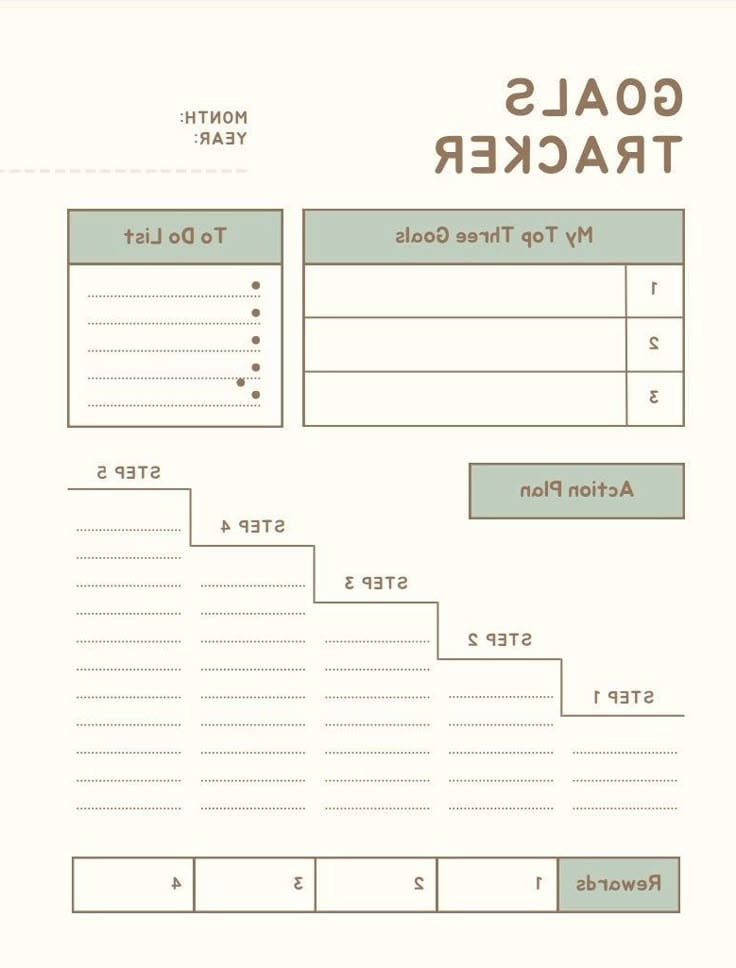 GOALS
TRACKER
MONTH:
YEAR:
My Top Three Goals
1
2
3
To Do List
Action Plan
STEP 1
STEP 2
STEP 3
STEP 4
STEP 5
Rewards
1
2
3
4